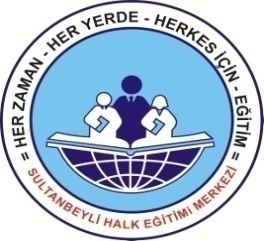 = HER ZAMAN - HER YERDE - HERKES İÇİN - EĞİTİM =
SULTANBEYLİ HALK EĞİTİMİ MERKEZİ